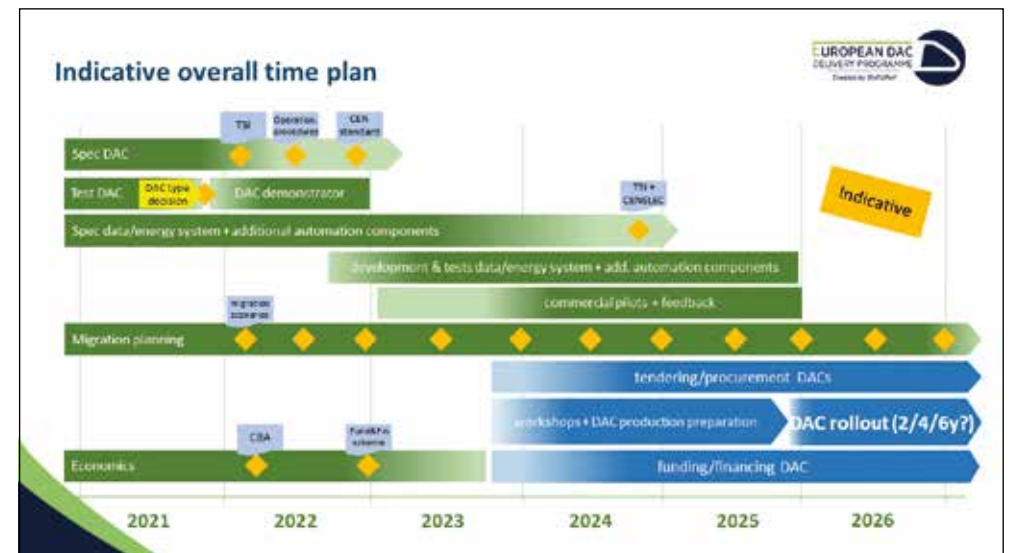 Indicative overall time plan
EUROPEAN DAC
DELIVERY PROGRAMME
TSI
Operation.
procedures
CEN
standard
Spec DAC
Test DAC
DAC type
decision
DAC demonstrator
TSI +
CENELEC
Indicative
Spec data/energy system + additional automation components
development & tests data/energy system + add. automation components
commercial pilots + feedback
Migration
scenarios
Migration planning
tendering/procurement DACs
workshops + DAC production preparation
DAC rollout (2/4/6y?)
CBA
scheme
Economics
funding/financing DAC
2021
2022
2023
2024
2025
2026